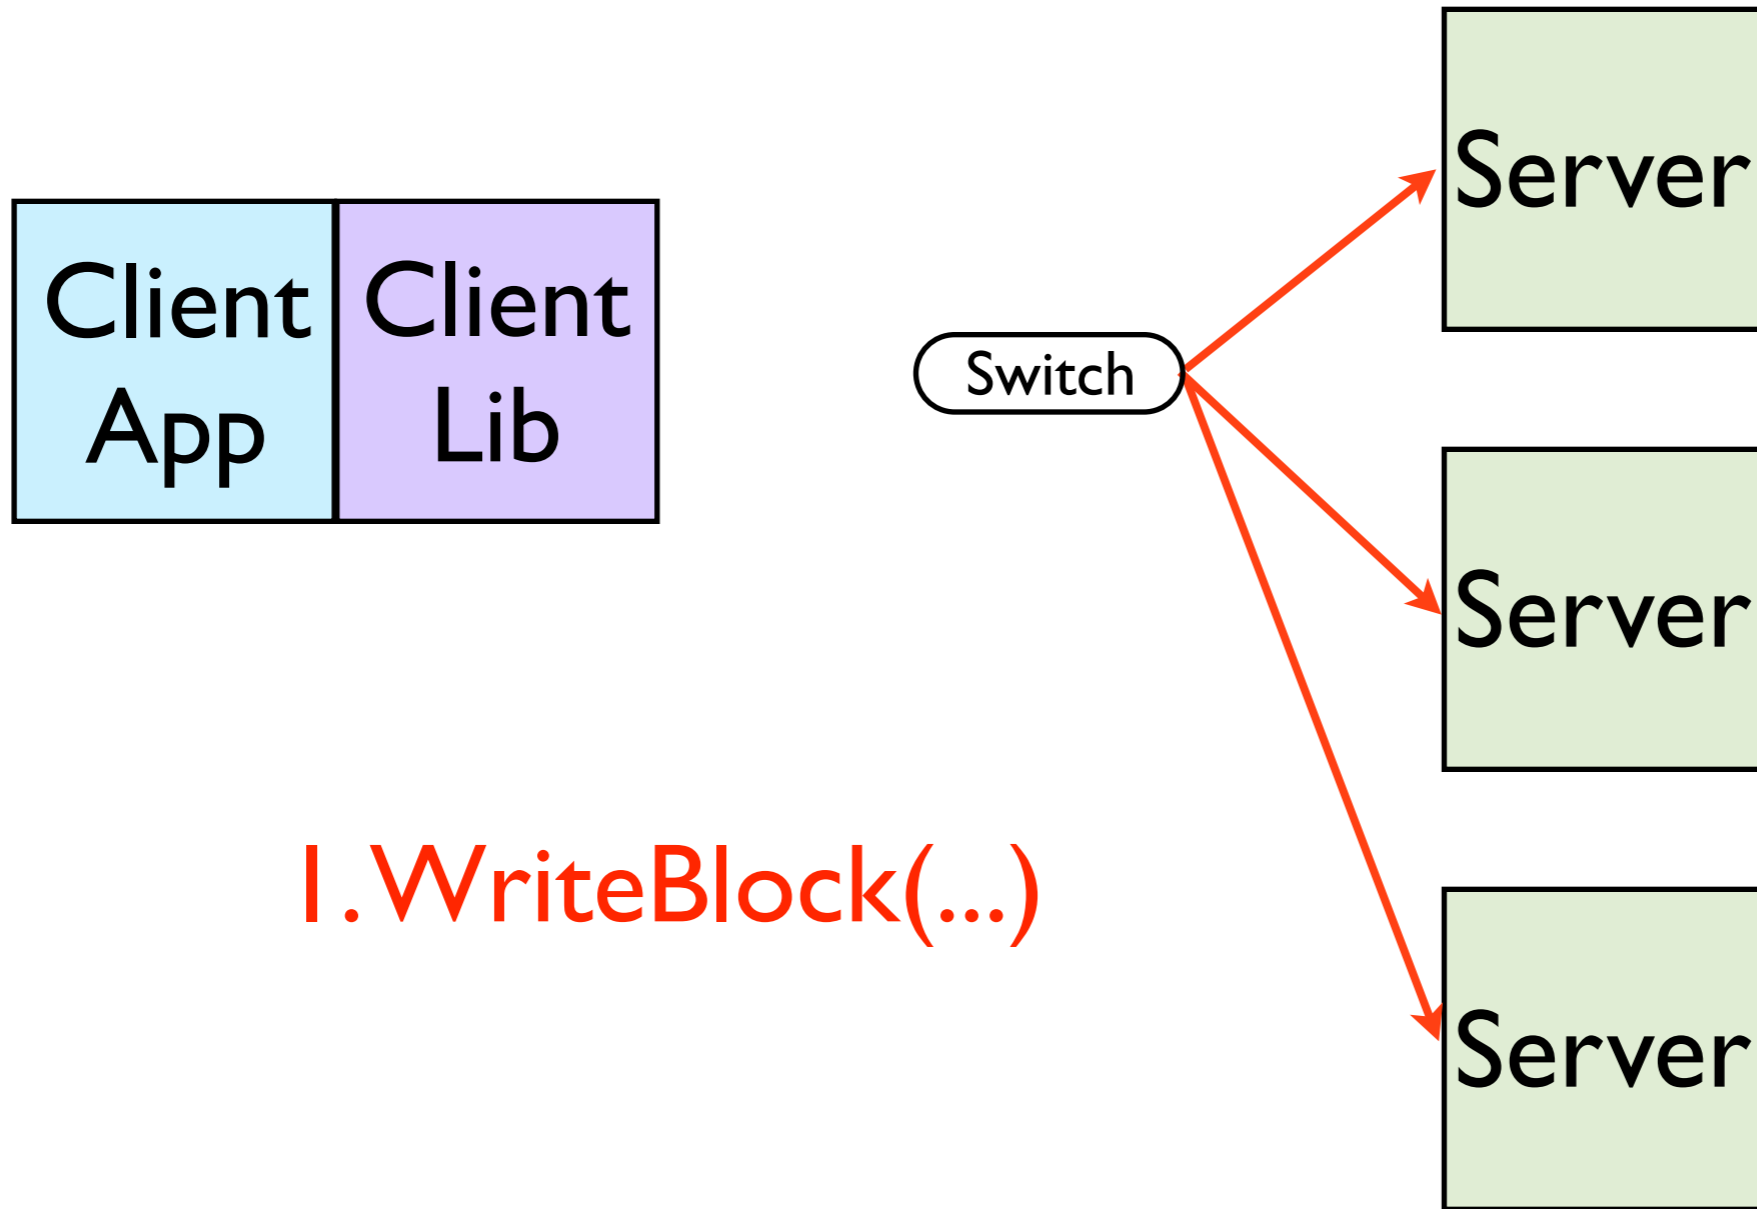 Client
App
Client
Lib
Switch
Server
Server
Server
1. WriteBlock(...)